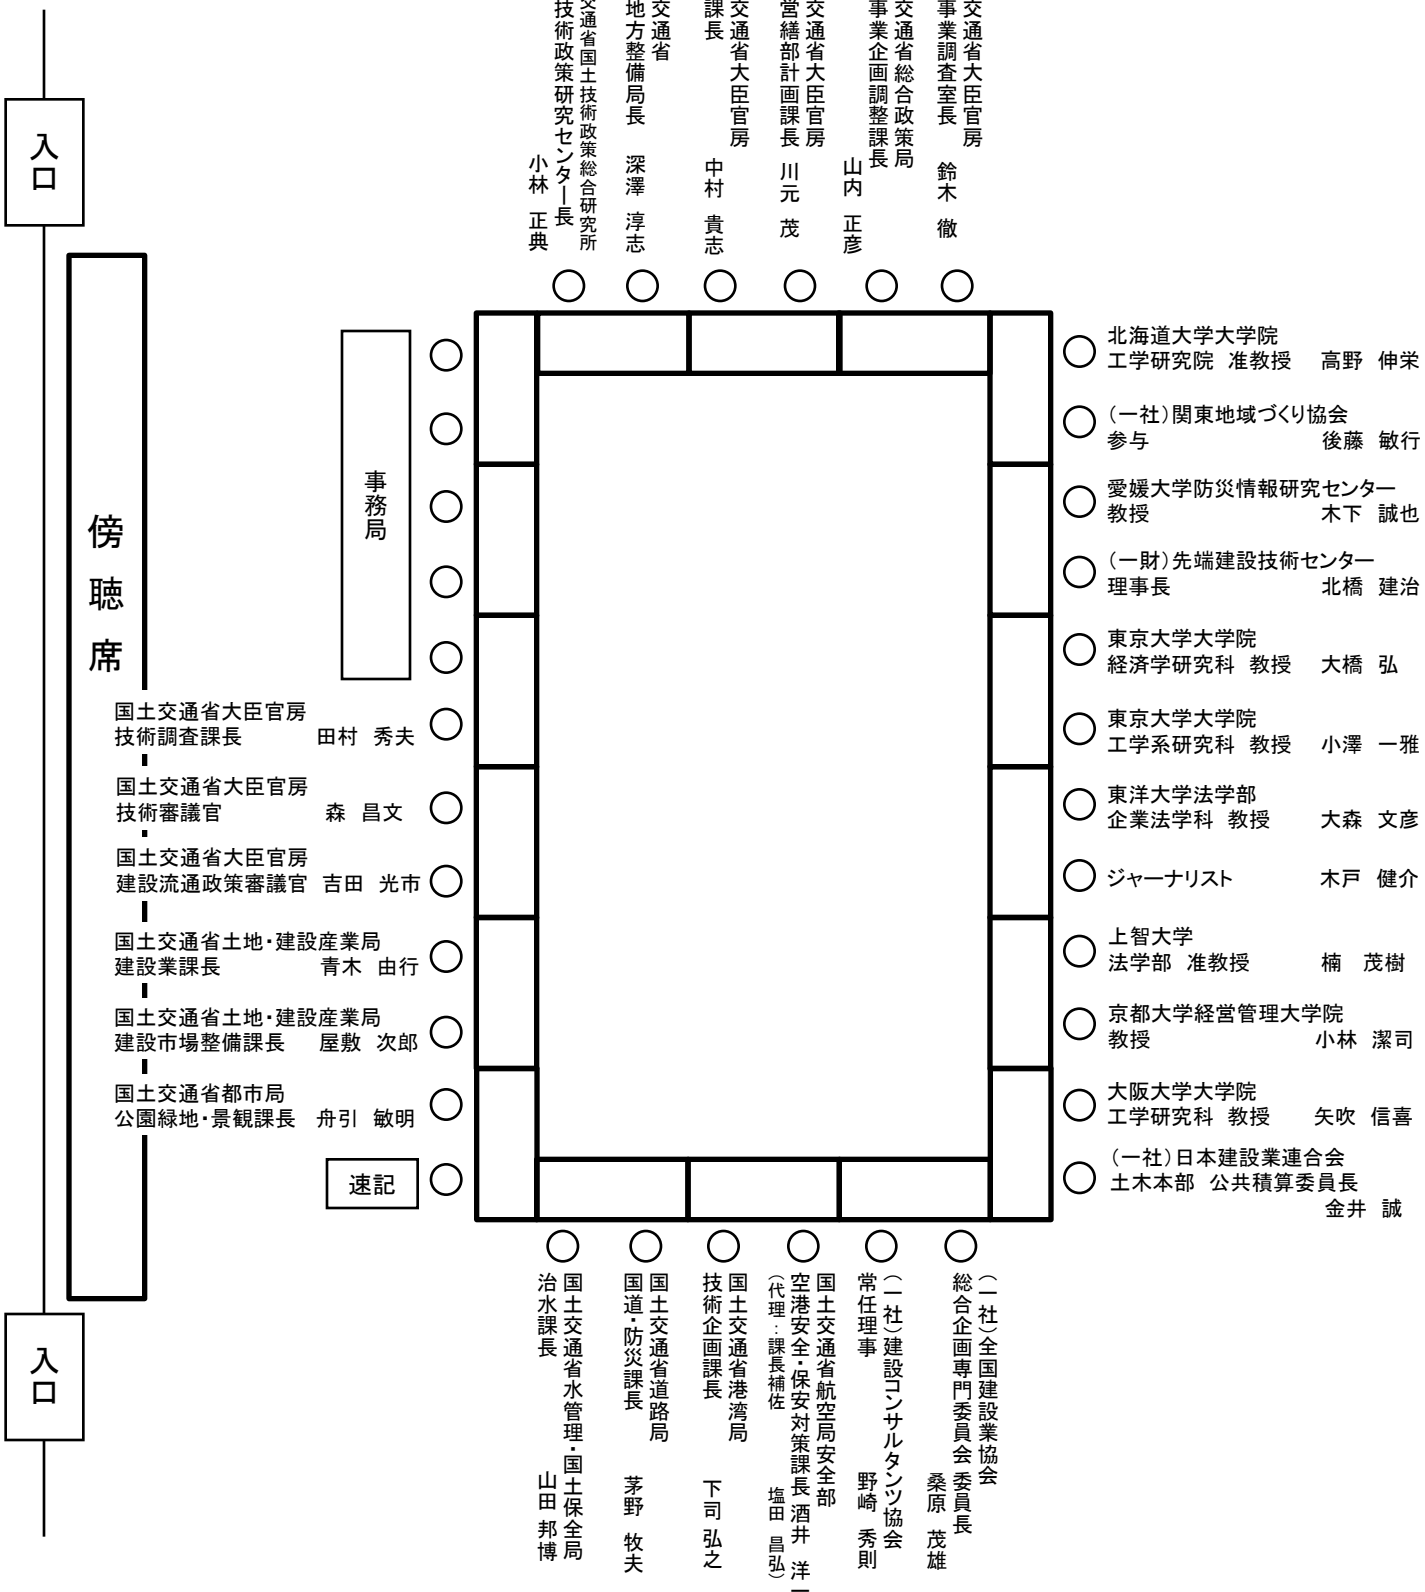 交通省国土技術政策総合研究所
技術政策研究センター長
小林 正典
交通省
地方整備局長 深澤 淳志
交通省大臣官房
課長 中村 貴志
交通省大臣官房
営繕部計画課長 川元 茂
交通省総合政策局
事業企画調整課長
山内 正彦
交通省大臣官房
事業調査室長 鈴木 徹
入口
傍聴席
入口
事務局
国土交通省大臣官房
技術調査課長 田村 秀夫
国土交通省大臣官房
技術審議官 森 昌文
国土交通省大臣官房
建設流通政策審議官 吉田 光市
国土交通省土地・建設産業局
建設業課長 青木 由行
国土交通省土地・建設産業局
建設市場整備課長 屋敷 次郎
国土交通省都市局
公園緑地・景観課長 舟引 敏明
速記
北海道大学大学院
工学研究院 准教授 高野 伸栄
（一社）関東地域づくり協会
参与 後藤 敏行
愛媛大学防災情報研究センター
教授 木下 誠也
（一財）先端建設技術センター
理事長 北橋 建治
東京大学大学院
経済学研究科 教授 大橋 弘
東京大学大学院
工学系研究科 教授 小澤 一雅
東洋大学法学部
企業法学科 教授 大森 文彦
ジャーナリスト 木戸 健介
上智大学
法学部 准教授 楠 茂樹
京都大学経営管理大学院
教授 小林 潔司
大阪大学大学院
工学研究科 教授 矢吹 信喜
（一社）日本建設業連合会
土木本部 公共積算委員長
金井 誠
国土交通省水管理・国土保全局
治水課長 山田 邦博
国土交通省道路局
国道・防災課長 茅野 牧夫
国土交通省港湾局
技術企画課長 下司 弘之
国土交通省航空局安全部
空港安全・保安対策課長 酒井 洋一
（代理：課長補佐 塩田 昌弘）
（一社）建設コンサルタンツ協会
常任理事 野崎 秀則
（一社）全国建設業協会
総合企画専門委員会 委員長
桑原 茂雄